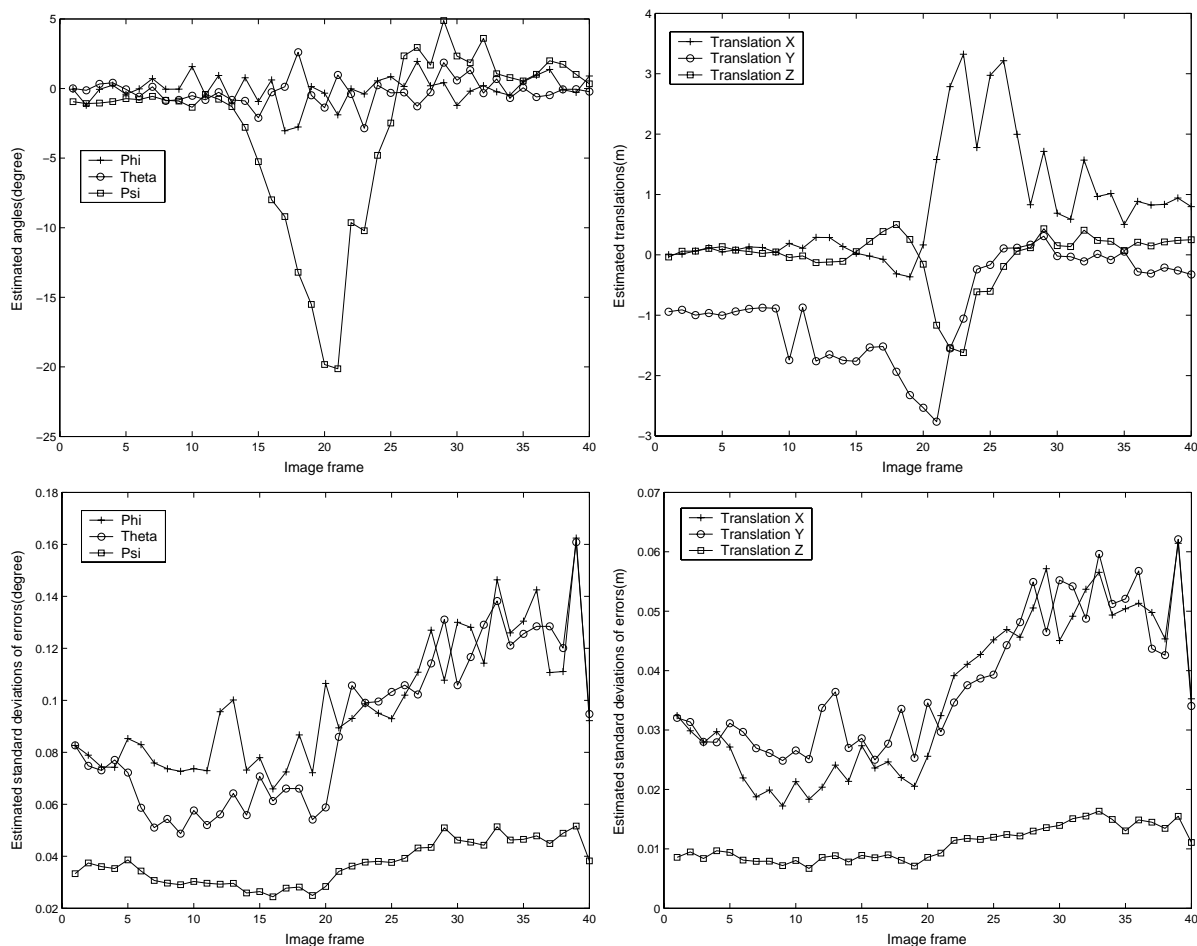 5
0
−5
−10
−15
−20
−25
0 5 10 15 20 25 30 35 40
Estimated angles(degree)
Image frame
Phi
Theta
Psi
4
3
2
1
0
−1
−2
−3
0 5 10 15 20 25 30 35 40
Estimated translations(m)
Image frame
Translation X
Translation Y
Translation Z
0.18
0.16
0.14
0.12
0.1
0.08
0.06
0.04
0.02
0 5 10 15 20 25 30 35 40
Estimated standard deviations of errors(degree)
Image frame
Phi
Theta
Psi
0.07
0.06
0.05
0.04
0.03
0.02
0.01
0
0 5 10 15 20 25 30 35 40
Estimated standard deviations of errors(m)
Image frame
Translation X
Translation Y
Translation Z